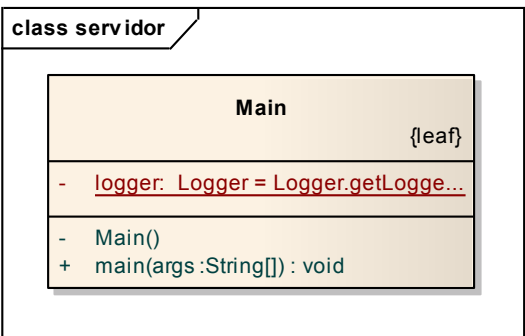 class servidor
Main
{leaf}
- logger: Logger = Logger.getLogge...
- Main()
+ main(args :String[]) : void